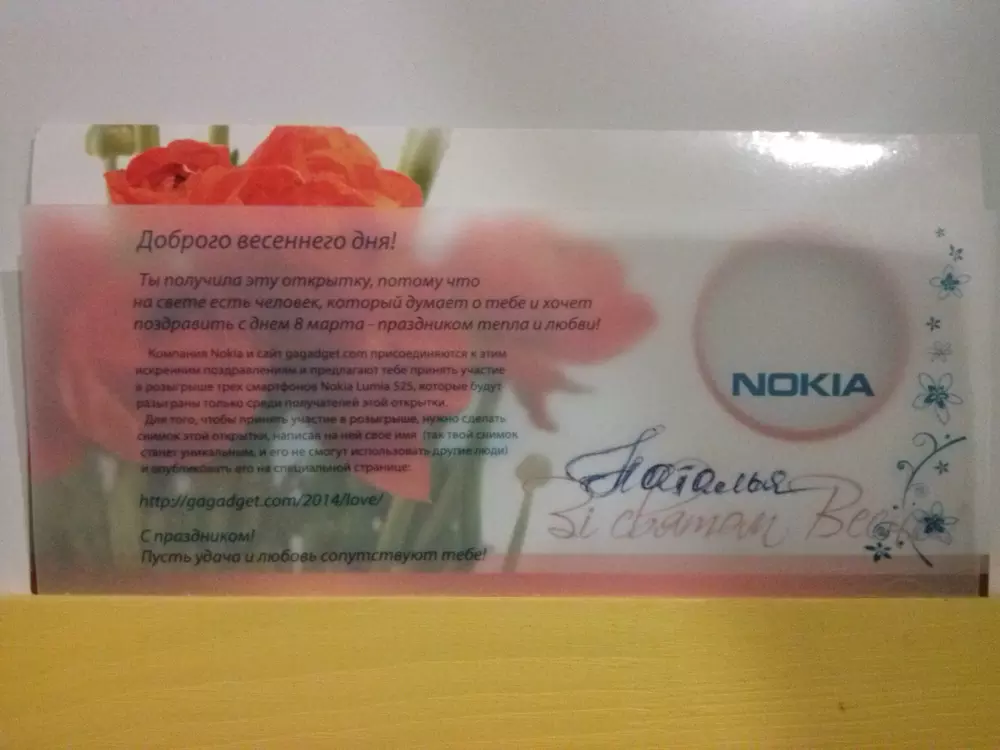 Доброго весеннего дня!
Ты получила эту открытку, потому что
на свете есть человек, который думает о тебе и хочет
поздравить с днем 8 марта - праздником тепла и любви!
Компания Nokia и сайт gagadget.com присоединяются к этим
искренним поздравлениям и предлагают тебе принять участие
в розыгрыше трех смартфонов Nokia Lumia 525, которые будут
разыграны только среди получателей этой открытки.
Для того, чтобы принять участие в розыгрыше, нужно сделать
снимок этой открытки, написав на ней свое имя (так твой снимок
станет уникальным, и его не смогут использовать другие люди)
и опубликовать его на специальной странице:
http://gagadget.com/2014/love/
С праздником!
Пусть удача и любовь сопутствуют тебе!
NOKIA
Наталья
Зі святом